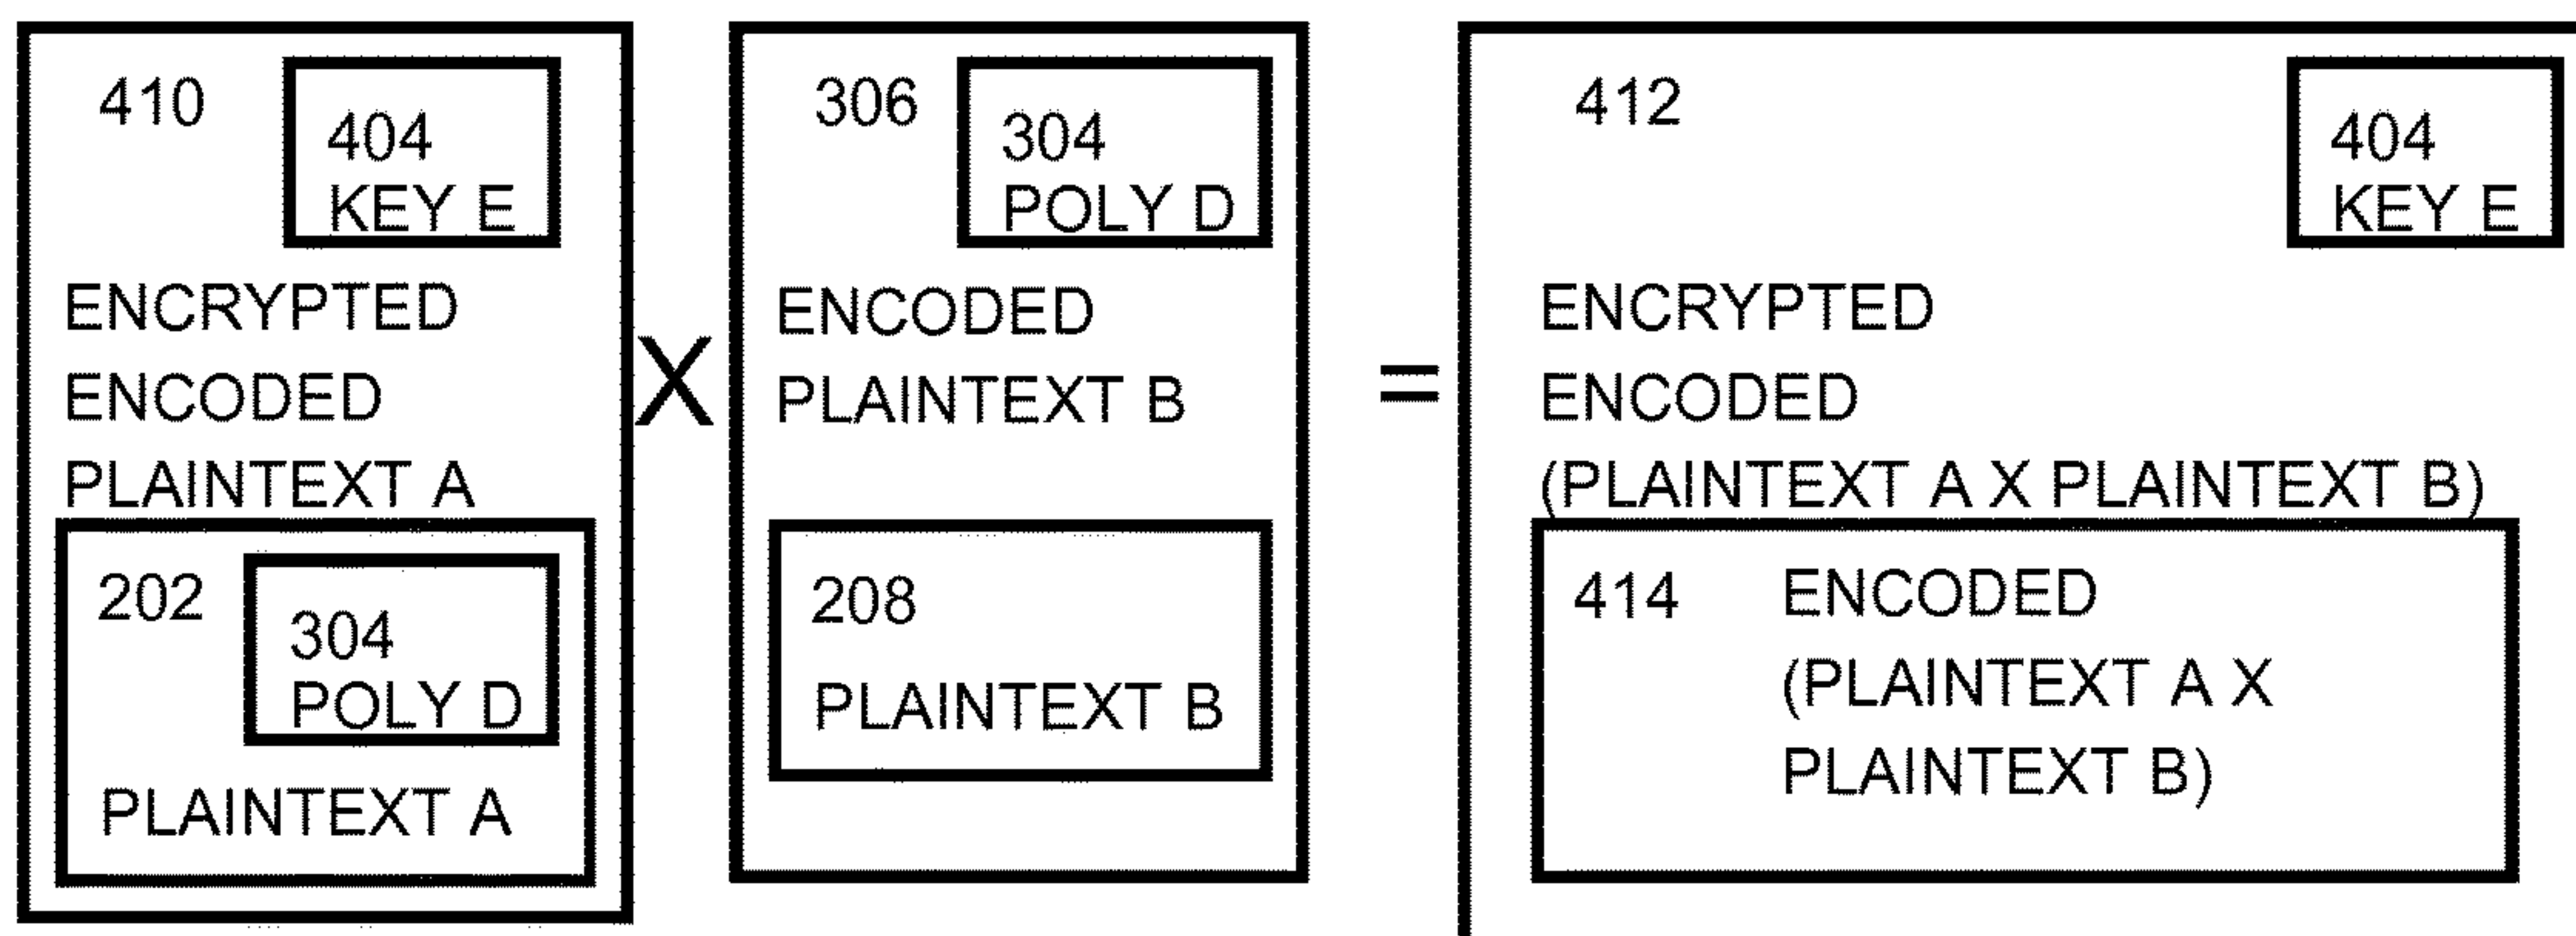 410
404
KEY E
ENCRYPTED
ENCODED
PLAINTEXT A
202
304
POLY D
PLAINTEXT A
X
306
304
POLY D
ENCODED
PLAINTEXT B
208
PLAINTEXT B
=
412
404
KEY E
ENCRYPTED
ENCODED
(PLAINTEXT A X PLAINTEXT B)
414 ENCODED
(PLAINTEXT A X
PLAINTEXT B)